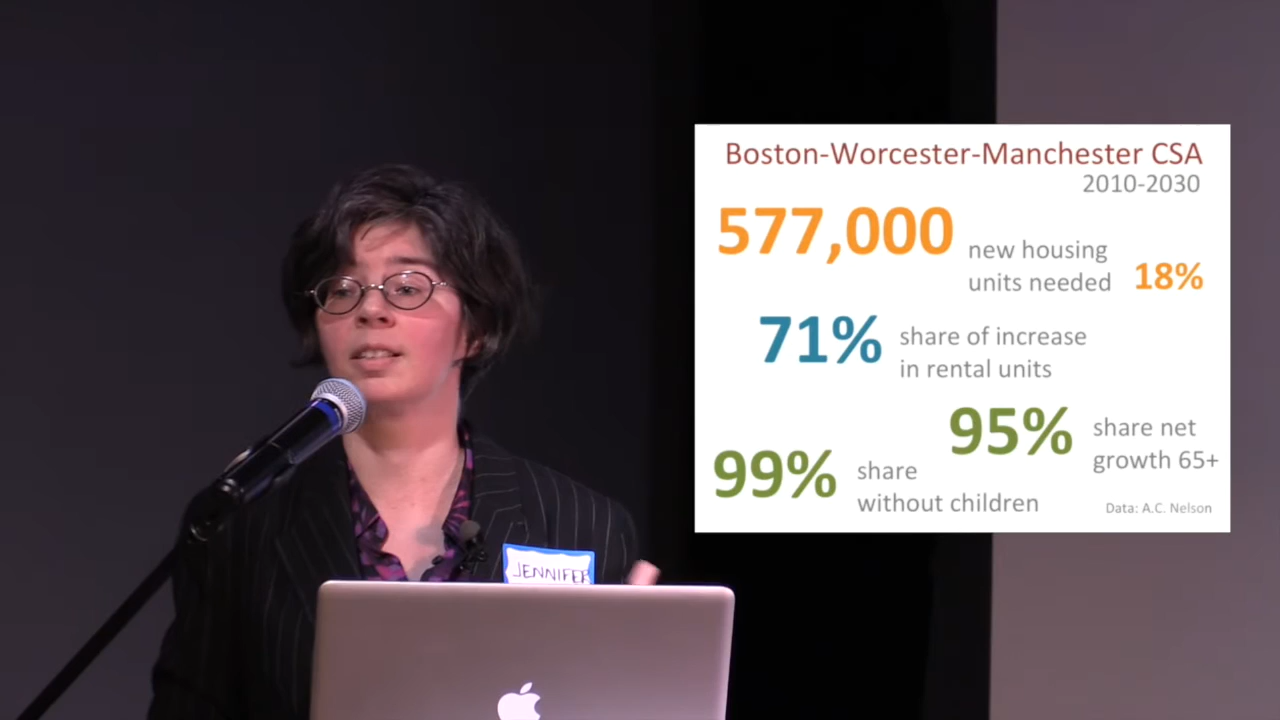 Boston-Worcester-Manchester CSA
2010-2030
577,000
new housing
units needed
18%
71%
share of increase
in rental units
95%
share net
growth 65+
99%
share
without children
Data: A.C. Nelson
JENNIFER